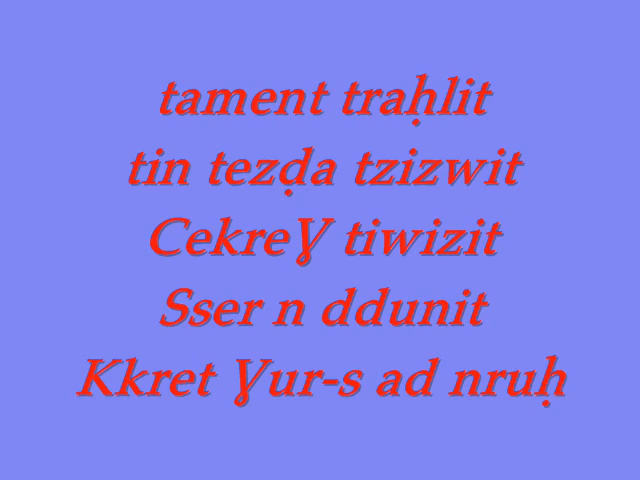 tament traḥlit
tin tezḍa tzizwit
CekreƔ tiwizit
Sser n ddunit
Kkret Ɣur-s ad nruḥ